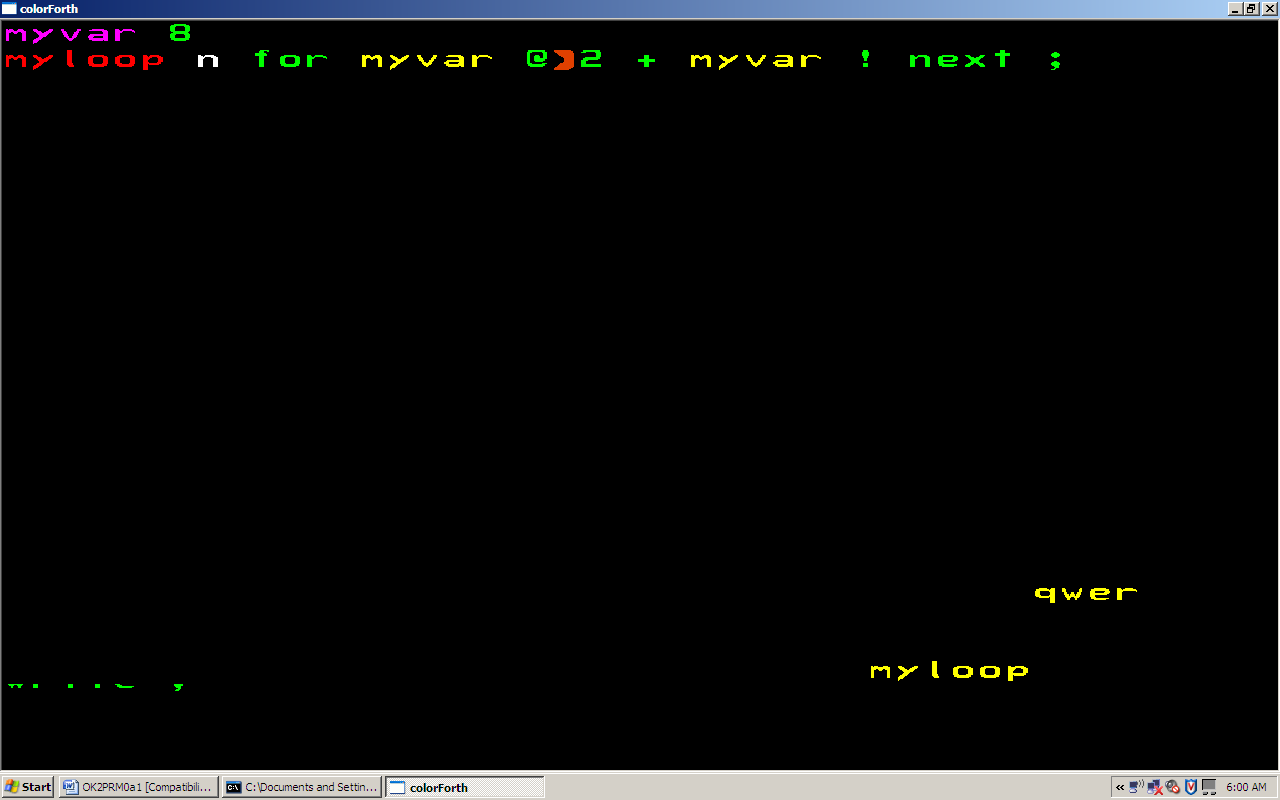 colorForth
myvar 8
myloop n for myvar @ 2 + myvar ! next ;
qwer
myloop
Start OK2PRM0a1 [Compatibili... C:\Documents and Settin... colorForth « 6:00 AM